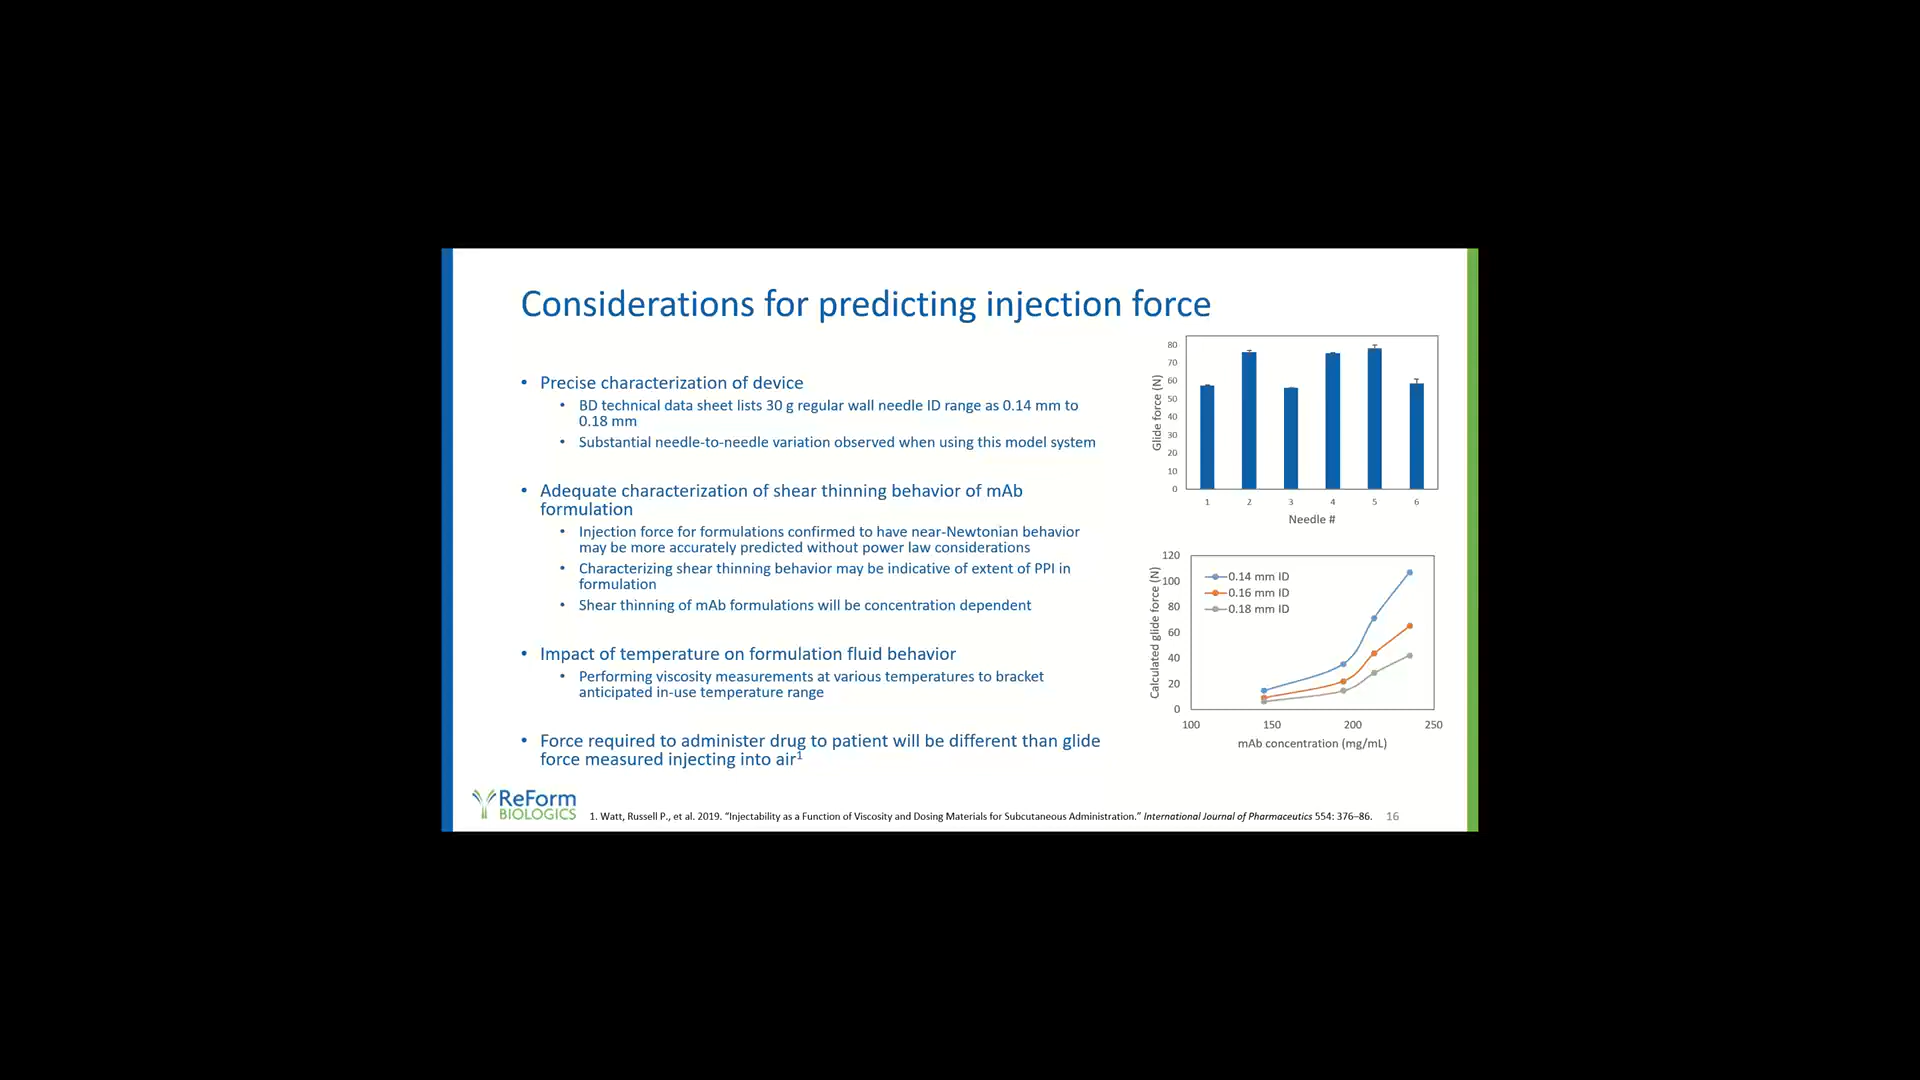 Considerations for predicting injection force
• Precise characterization of device
• BD technical data sheet lists 30 g regular wall needle ID range as 0.14 mm to
0.18 mm
• Substantial needle-to-needle variation observed when using this model system
• Adequate characterization of shear thinning behavior of mAb
formulation
• Injection force for formulations confirmed to have near-Newtonian behavior
may be more accurately predicted without power law considerations
• Characterizing shear thinning behavior may be indicative of extent of PPI in
formulation
• Shear thinning of mAb formulations will be concentration dependent
• Impact of temperature on formulation fluid behavior
• Performing viscosity measurements at various temperatures to bracket
anticipated in-use temperature range
• Force required to administer drug to patient will be different than glide
force measured injecting into air1
Glide force (N)
80
70
60
50
40
30
20
10
0
1 2 3 4 5 6
Needle #
Calculated glide force (N)
120
100
80
60
40
20
0
0.14 mm ID
0.16 mm ID
0.18 mm ID
100 150 200 250
mAb concentration (mg/mL)
ReForm
BIOLOGICS
1. Watt, Russell P., et al. 2019. “Injectability as a Function of Viscosity and Dosing Materials for Subcutaneous Administration.” International Journal of Pharmaceutics 554: 376–86.
16